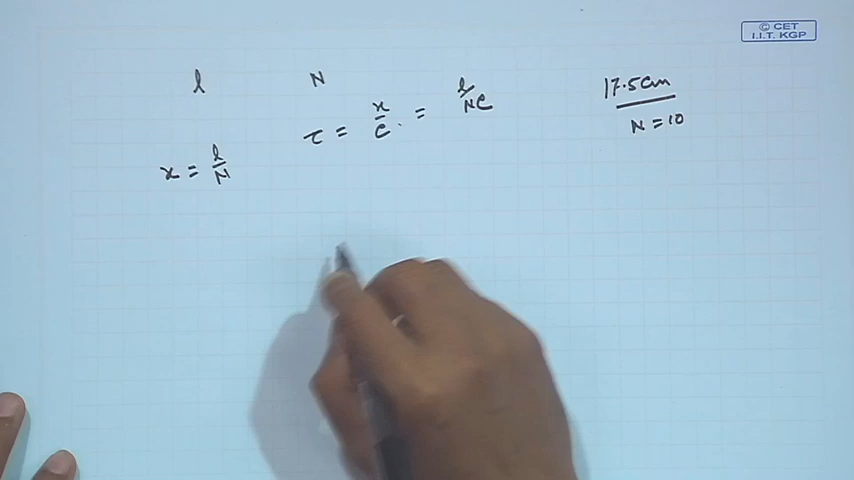 © CET
I.I.T. KGP
l N 17.5cm
τ = x/c = l/Nc
N = 10
x = l/N